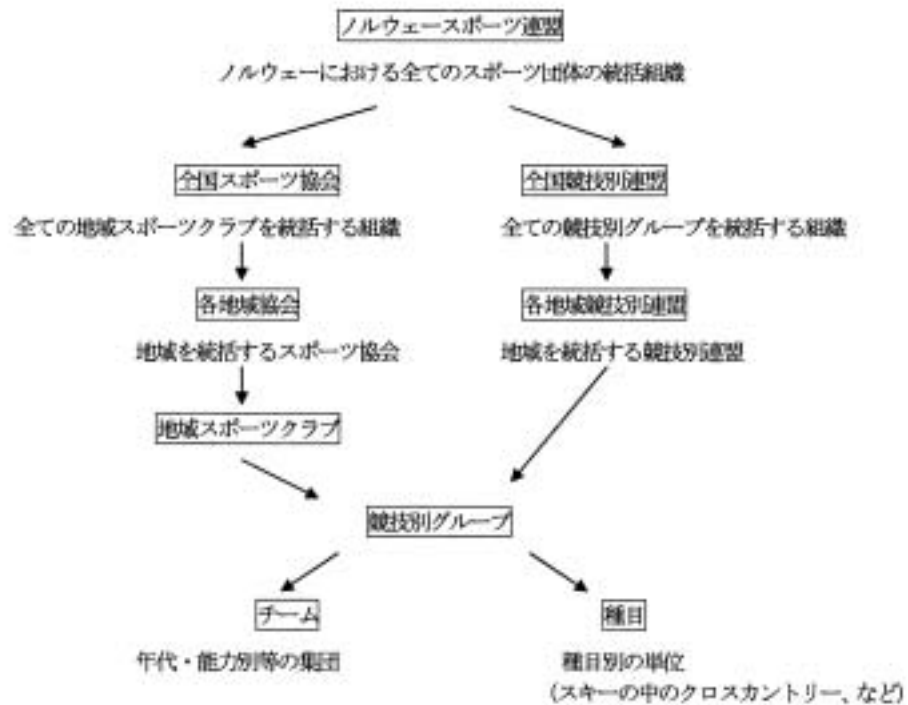 ノルウェースポーツ連盟
ノルウェーにおける全てのスポーツ団体の統括組織
全国スポーツ協会
全国競技別連盟
全ての地域スポーツクラブを統括する組織
全ての競技別グループを統括する組織
各地域協会
各地域競技別連盟
地域を統括するスポーツ協会
地域を統括する競技別連盟
地域スポーツクラブ
競技別グループ
チーム
種目
年代・能力別等の集団
種目別の単位
（スキーの中のクロスカントリー、など）